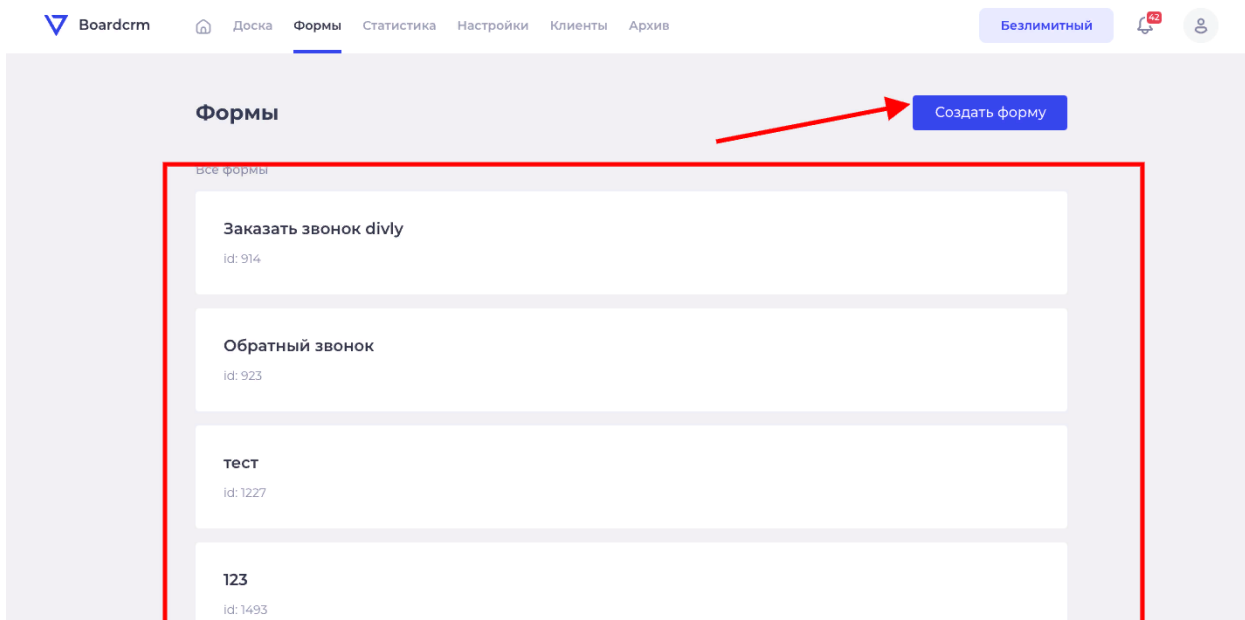 Boardcrm Доска Формы Статистика Настройки Клиенты Архив Безлимитный 42
Формы Создать форму
Все формы
Заказать звонок divly
id: 914
Обратный звонок
id: 923
тест
id: 1227
123
id: 1493